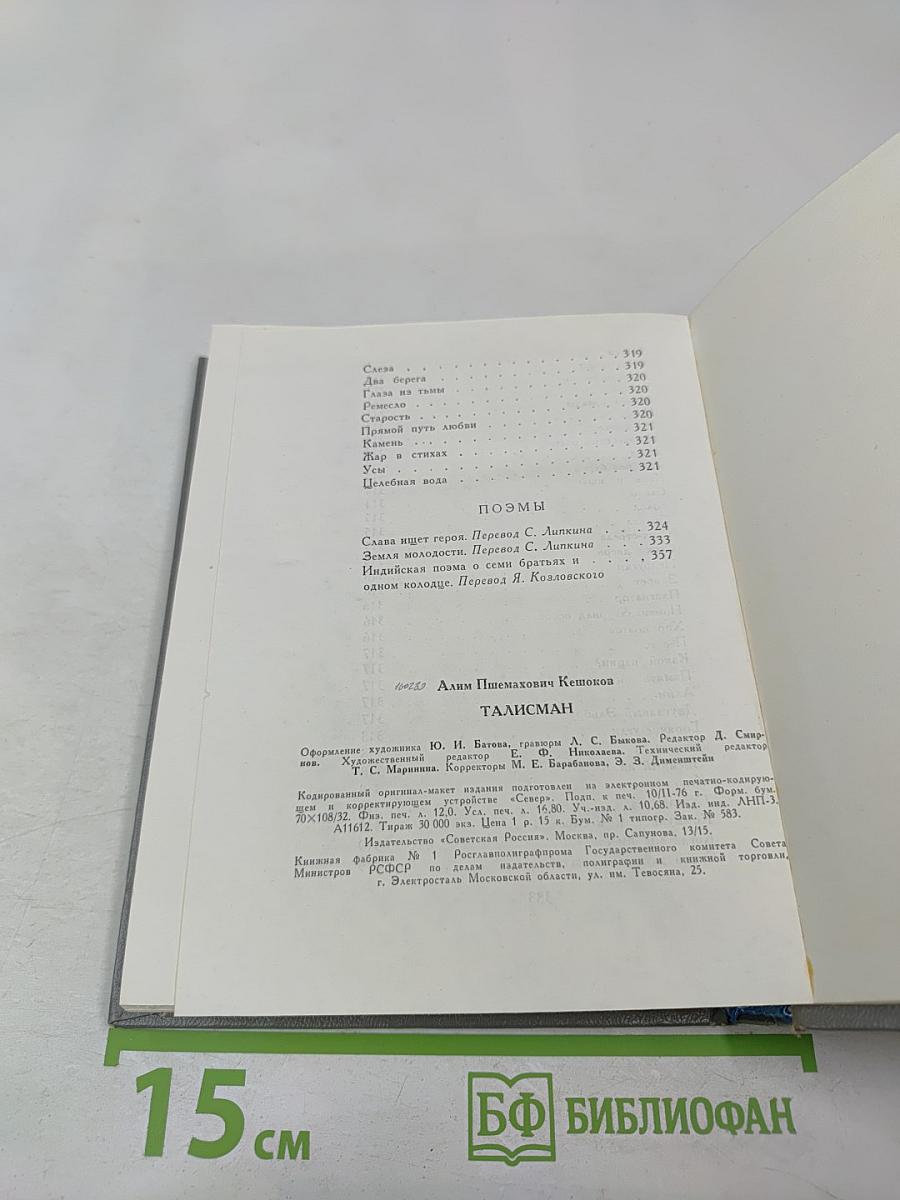 Слеза . . . . . . . . . . . . . . . 319
Два берега . . . . . . . . . . . . 319
Глаза из тьмы . . . . . . . . . . . 320
Ремесло . . . . . . . . . . . . . . 320
Старость . . . . . . . . . . . . . 320
Прямой путь любви . . . . . . . . . 320
Камень . . . . . . . . . . . . . . 321
Жар в стихах . . . . . . . . . . . 321
Усы . . . . . . . . . . . . . . . 321
Целебная вода . . . . . . . . . . . 321
ПОЭМЫ
Слава ищет героя. Перевод С. Липкина . . . 324
Земля молодости. Перевод С. Липкина . . . 333
Индийская поэма о семи братьях и . . . . 357
одном колодце. Перевод Я. Козловского
160289 Алим Пшемахович Кешоков
ТАЛИСМАН
Оформление художника Ю. И. Батова, гравюры Л. С. Быкова. Редактор Д. Смир-
нов. Художественный редактор Е. Ф. Николаева. Технический редактор
Т. С. Маринина. Корректоры М. Е. Барабанова, Э. З. Дименштейн
Кодированный оригинал-макет издания подготовлен на электронном печатно-кодирую-
щем и корректирующем устройстве «Север». Подп. к печ. 10/II-76 г. Форм. бум.
70×108/32. Физ. печ. л. 12,0. Усл. печ. л. 16,80. Уч.-изд. л. 10,68. Изд. инд. ЛНП-3.
А11612. Тираж 30 000 экз. Цена 1 р. 15 к. Бум. № 1 типогр. Зак. № 583.
Издательство «Советская Россия». Москва, пр. Сапунова, 13/15.
Книжная фабрика № 1 Росглавполиграфпрома Государственного комитета Совета
Министров РСФСР по делам издательств, полиграфии и книжной торговли,
г. Электросталь Московской области, ул. им. Тевосяна, 25.
15 см
БФ БИБЛИОФАН